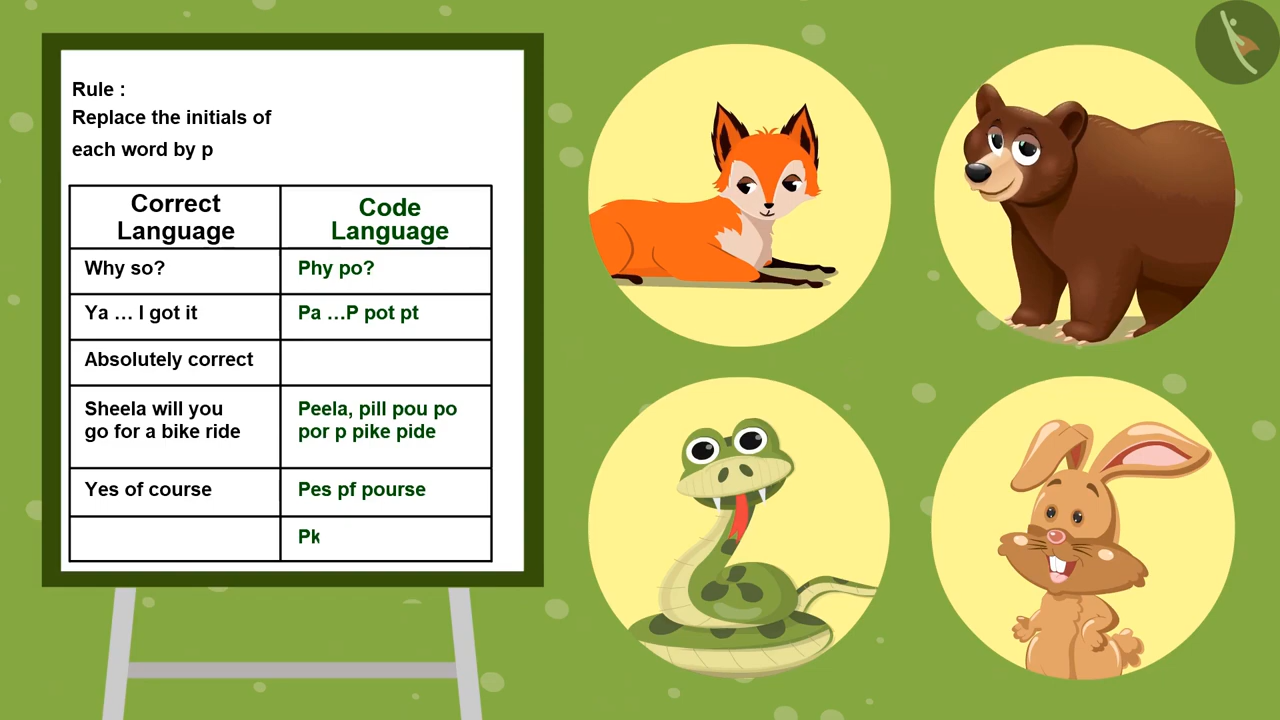 Rule :
Replace the initials of
each word by p
Correct Language
Code Language
Why so?
Phy po?
Ya ... I got it
Pa ...P pot pt
Absolutely correct
Sheela will you
go for a bike ride
Peela, pill pou po
por p pike pide
Yes of course
Pes pf pourse
Pk